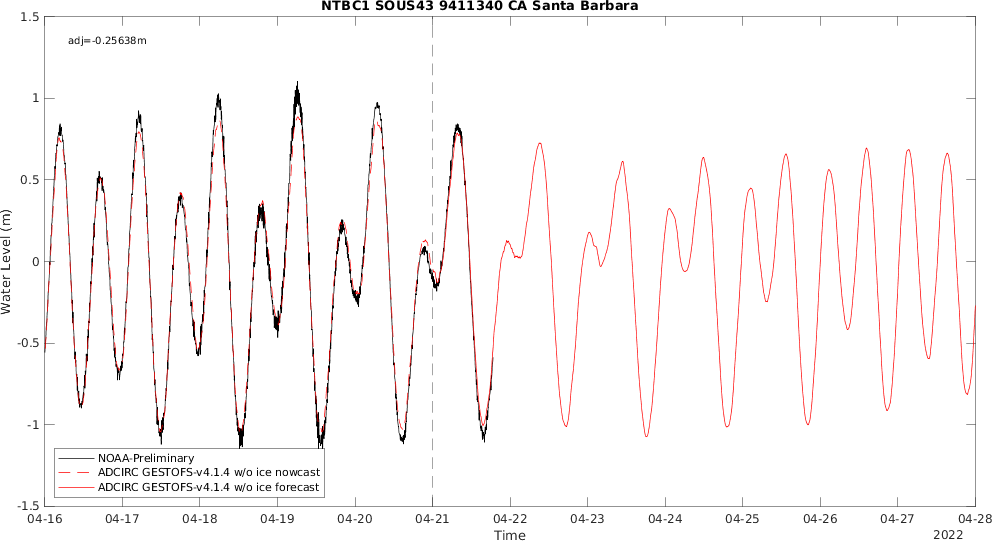 NTBC1 SOUS43 9411340 CA Santa Barbara
adj=-0.25638m
1.5
1
0.5
0
-0.5
-1
-1.5
Water Level (m)
NOAA-Preliminary
ADCIRC GESTOFS-v4.1.4 w/o ice nowcast
ADCIRC GESTOFS-v4.1.4 w/o ice forecast
04-16 04-17 04-18 04-19 04-20 04-21 04-22 04-23 04-24 04-25 04-26 04-27 04-28
Time
2022